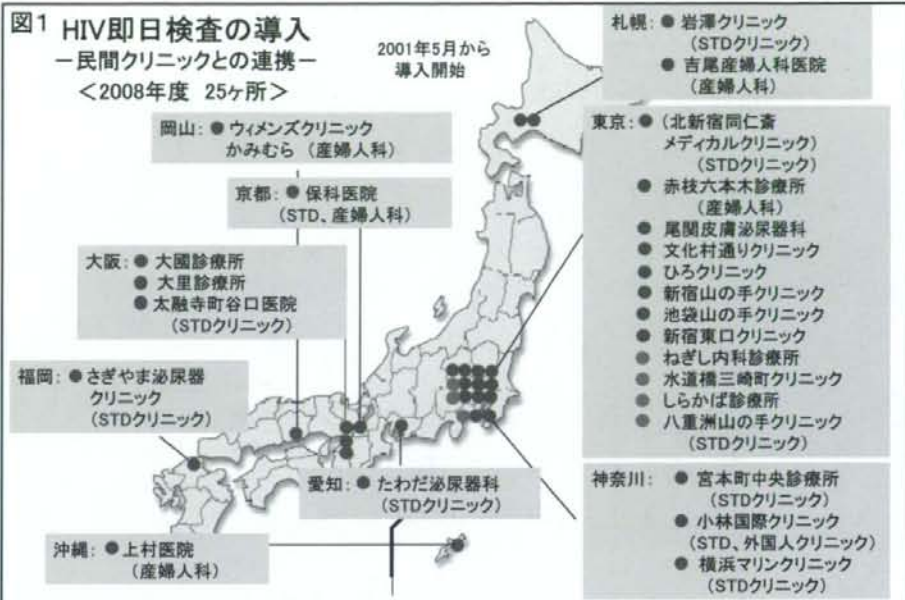 図1 HIV即日検査の導入
－民間クリニックとの連携－
＜2008年度 25ヶ所＞
2001年5月から
導入開始
札幌：● 岩澤クリニック
(STDクリニック)
● 吉尾産婦人科医院
(産婦人科)
岡山：● ウィメンズクリニック
かみむら (産婦人科)
京都：● 保科医院
(STD、産婦人科)
大阪：● 大國診療所
● 大里診療所
● 太融寺町谷口医院
(STDクリニック)
福岡：● さぎやま泌尿器
クリニック
(STDクリニック)
愛知：● たわだ泌尿器科
(STDクリニック)
沖縄：● 上村医院
(産婦人科)
東京：● (北新宿同仁斎
メディカルクリニック)
(STDクリニック)
● 赤枝六本木診療所
(産婦人科)
● 尾関皮膚泌尿器科
● 文化村通りクリニック
● ひろクリニック
● 新宿山の手クリニック
● 池袋山の手クリニック
● 新宿東口クリニック
● ねぎし内科診療所
● 水道橋三崎町クリニック
● しらかば診療所
● 八重洲山の手クリニック
(STDクリニック)
神奈川： ● 宮本町中央診療所
(STDクリニック)
● 小林国際クリニック
(STD、外国人クリニック)
● 横浜マリンクリニック
(STDクリニック)